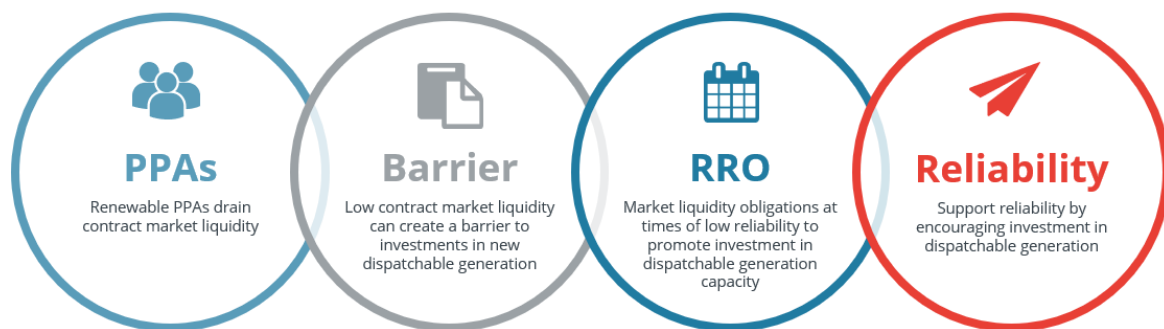 PPAs
Renewable PPAs drain
contract market liquidity
Barrier
Low contract market liquidity
can create a barrier to
investments in new
dispatchable generation
RRO
Market liquidity obligations at
times of low reliability to
promote investment in
dispatchable generation
capacity
Reliability
Support reliability by
encouraging investment in
dispatchable generation